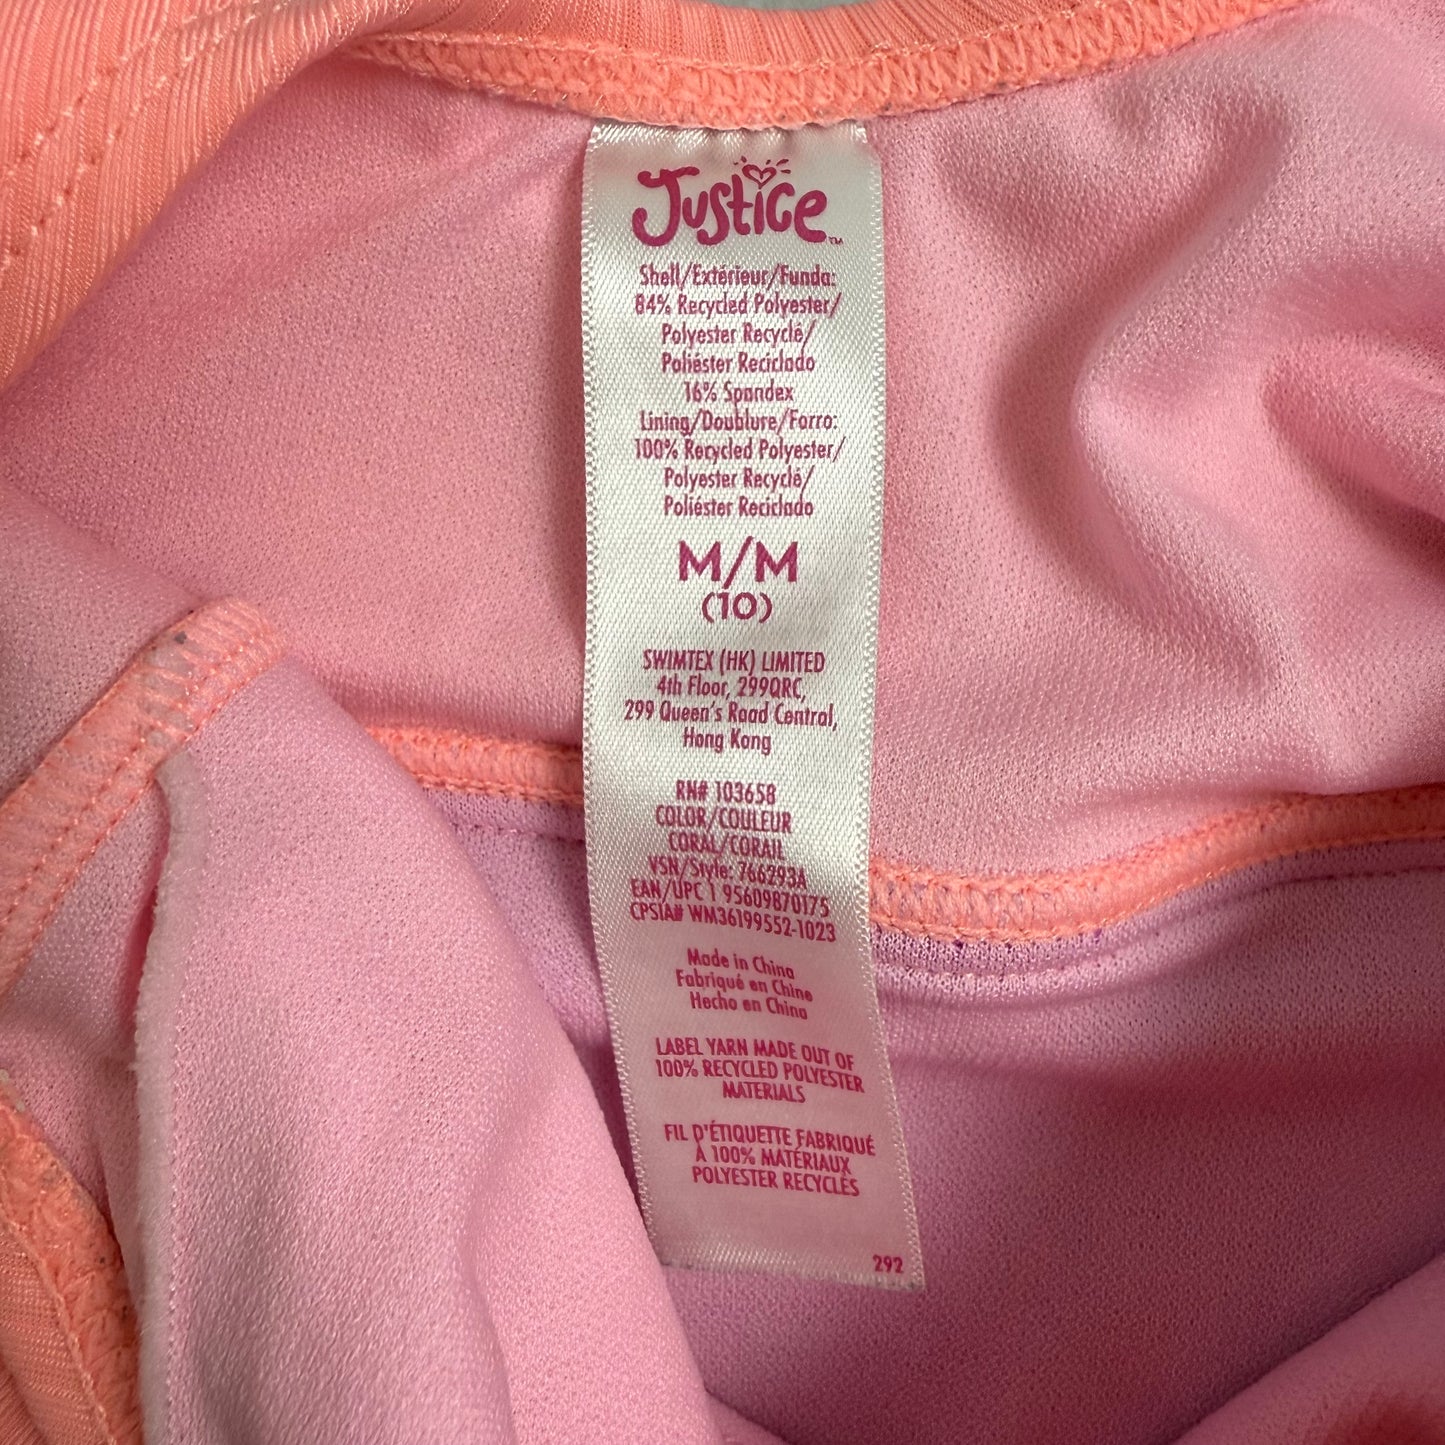 Justice™
Shell/Extérieur/Funda:
84% Recycled Polyester/
Polyester Recyclé/
Poliéster Reciclado
16% Spandex
Lining/Doublure/Forro:
100% Recycled Polyester/
Polyester Recyclé/
Poliéster Reciclado
M/M
(10)
SWIMTEX (HK) LIMITED
4th Floor, 299QRC,
299 Queen's Road Central,
Hong Kong
RN# 103658
COLOR/COULEUR
CORAL/CORAIL
VSN/Style: 766293A
EAN/UPC 1 95609870175
CPSIA# WM36199552-1023
Made in China
Fabriqué en Chine
Hecho en China
LABEL YARN MADE OUT OF
100% RECYCLED POLYESTER
MATERIALS
FIL D'ÉTIQUETTE FABRIQUÉ
À 100% MATÉRIAUX
POLYESTER RECYCLÉS
292